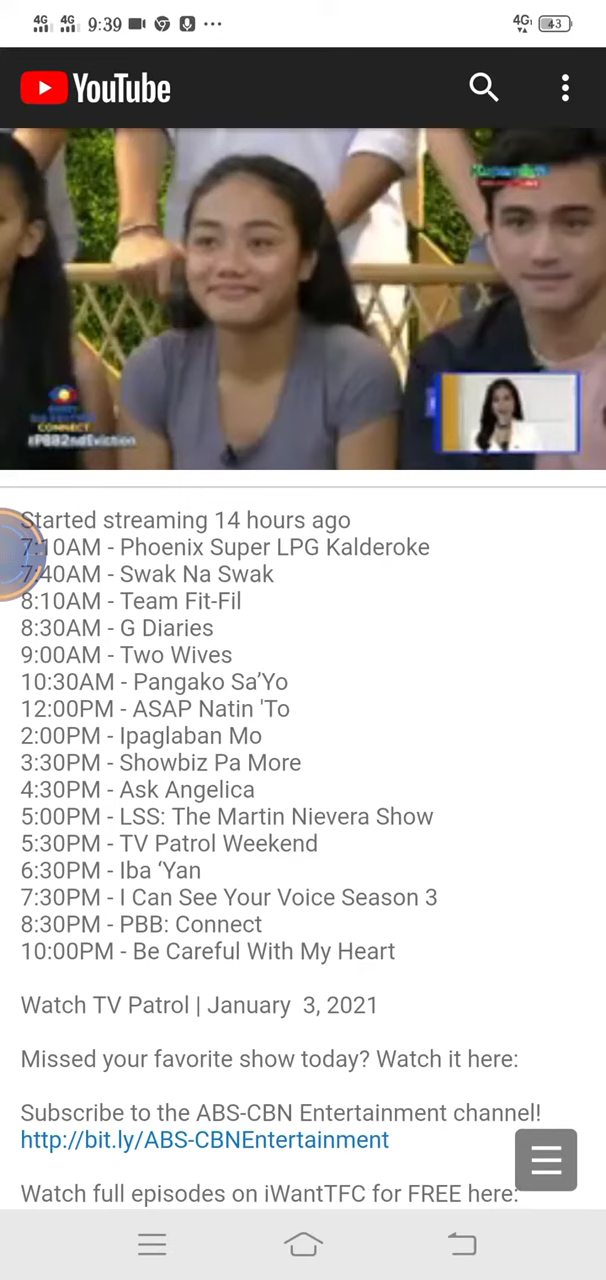 4G 4G 9:39 ... 4G 43
YouTube
CONNECT
#PBB2ndEviction
Started streaming 14 hours ago
7:10AM - Phoenix Super LPG Kalderoke
7:40AM - Swak Na Swak
8:10AM - Team Fit-Fil
8:30AM - G Diaries
9:00AM - Two Wives
10:30AM - Pangako Sa’Yo
12:00PM - ASAP Natin 'To
2:00PM - Ipaglaban Mo
3:30PM - Showbiz Pa More
4:30PM - Ask Angelica
5:00PM - LSS: The Martin Nievera Show
5:30PM - TV Patrol Weekend
6:30PM - Iba ‘Yan
7:30PM - I Can See Your Voice Season 3
8:30PM - PBB: Connect
10:00PM - Be Careful With My Heart
Watch TV Patrol | January  3, 2021
Missed your favorite show today? Watch it here:
Subscribe to the ABS-CBN Entertainment channel!
http://bit.ly/ABS-CBNEntertainment
Watch full episodes on iWantTFC for FREE here: